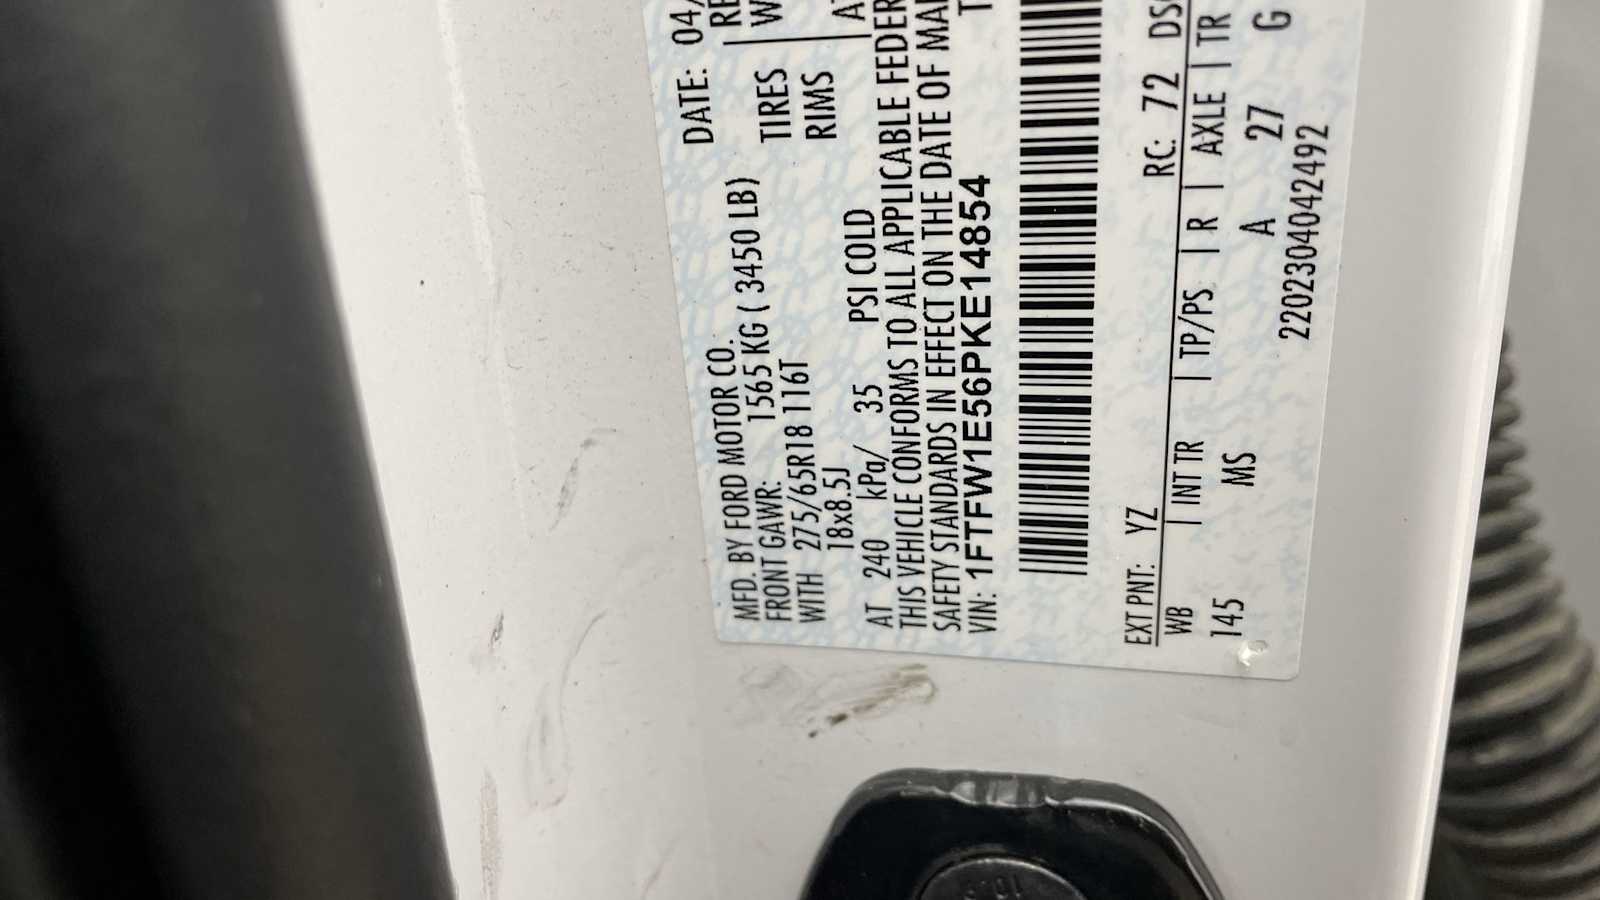 MFD. BY FORD MOTOR CO.
DATE: 04/
FRONT GAWR: 1565 KG ( 3450 LB)
WITH 275/65R18 116T TIRES
18x8.5J RIMS
AT 240 kPa/ 35 PSI COLD
THIS VEHICLE CONFORMS TO ALL APPLICABLE
SAFETY STANDARDS IN EFFECT ON THE DATE OF
VIN: 1FTFW1E56PKE14854
EXT PNT: YZ RC: 72
WB | INT TR | TP/PS | R | AXLE | TR
145 MS A A 27 G
2202304042492